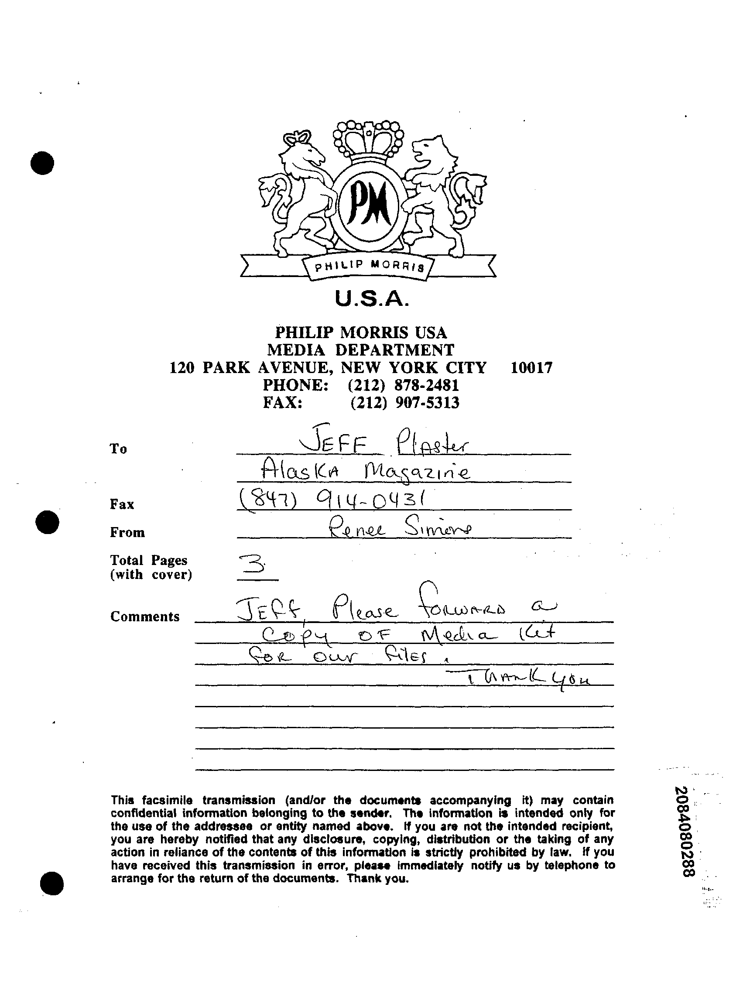 PM
PHILIP MORRIS
U.S.A.
PHILIP MORRIS USA
MEDIA DEPARTMENT
120 PARK AVENUE, NEW YORK CITY 10017
PHONE: (212) 878-2481
FAX: (212) 907-5313
To JEFF Plaster
Alaska Magazine
Fax (847) 914-0431
From Renee Simons
Total Pages 3
(with cover)
Comments JEff, Please forward a
Copy OF Media Kit
for our files.
Thank you
This facsimile transmission (and/or the documents accompanying it) may contain
confidential information belonging to the sender. The information is intended only for
the use of the addressee or entity named above. If you are not the intended recipient,
you are hereby notified that any disclosure, copying, distribution or the taking of any
action in reliance of the contents of this information is strictly prohibited by law. If you
have received this transmission in error, please immediately notify us by telephone to
arrange for the return of the documents. Thank you.
2084080288